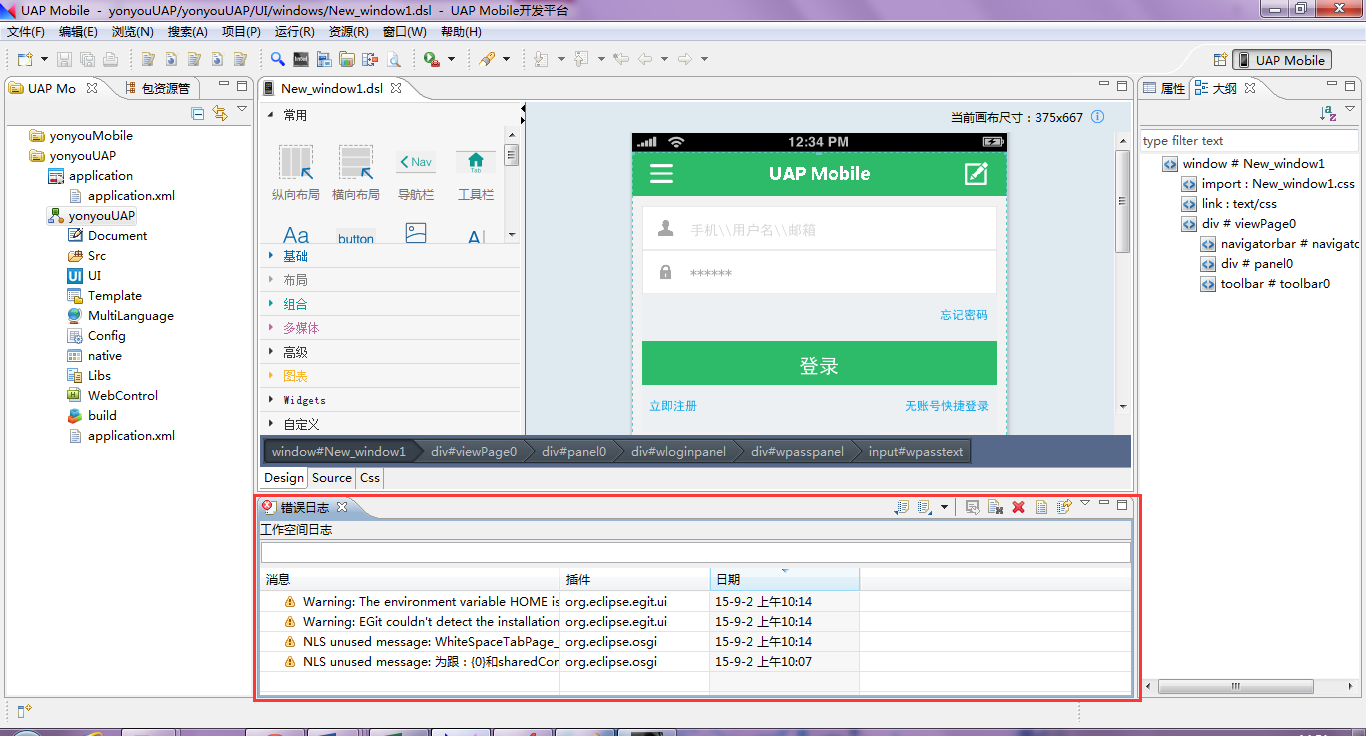 UAP Mobile - yonyouUAP/yonyouUAP/UI/windows/New_window1.dsl - UAP Mobile开发平台
文件(F) 编辑(E) 浏览(N) 搜索(A) 项目(P) 运行(R) 资源(R) 窗口(W) 帮助(H)
UAP Mobile
UAP Mo 包资源管
yonyouMobile
yonyouUAP
application
application.xml
yonyouUAP
Document
Src
UI
Template
MultiLanguage
Config
native
Libs
WebControl
build
application.xml
New_window1.dsl
常用
Nav
Tab
纵向布局 横向布局 导航栏 工具栏
Aa button A
基础
布局
组合
多媒体
高级
图表
Widgets
自定义
当前画布尺寸：375x667
12:34 PM
UAP Mobile
手机\\用户名\\邮箱
******
忘记密码
登录
立即注册 无账号快捷登录
window#New_window1 div#viewPage0 div#panel0 div#wloginpanel div#wpasspanel input#wpasstext
Design Source Css
属性 大纲
type filter text
window # New_window1
import : New_window1.css
link : text/css
div # viewPage0
navigatorbar # navigato
div # panel0
toolbar # toolbar0
错误日志
工作空间日志
消息 插件 日期
Warning: The environment variable HOME is org.eclipse.egit.ui 15-9-2 上午10:14
Warning: EGit couldn't detect the installation org.eclipse.egit.ui 15-9-2 上午10:14
NLS unused message: WhiteSpaceTabPage_ org.eclipse.osgi 15-9-2 上午10:14
NLS unused message: 为跟：{0}和sharedCor org.eclipse.osgi 15-9-2 上午10:07